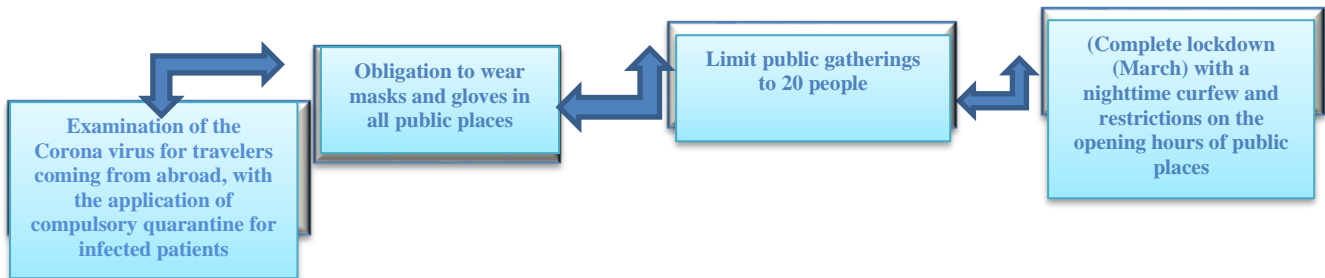 Examination of the
Corona virus for travelers
coming from abroad, with
the application of
compulsory quarantine for
infected patients
Obligation to wear
masks and gloves in
all public places
Limit public gatherings
to 20 people
(Complete lockdown
(March) with a
nighttime curfew and
restrictions on the
opening hours of public
places